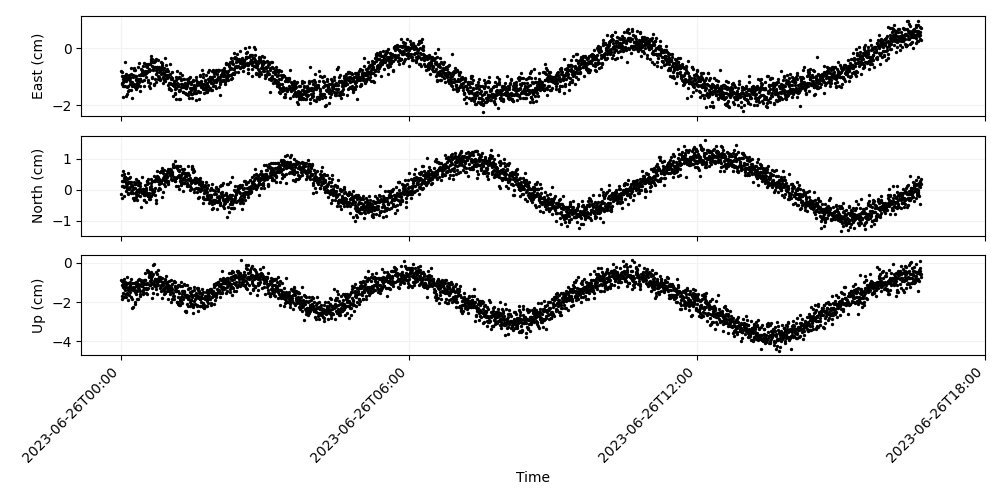 East (cm)
0
−2
North (cm)
1
0
−1
Up (cm)
0
−2
−4
2023-06-26T00:00
2023-06-26T06:00
2023-06-26T12:00
2023-06-26T18:00
Time